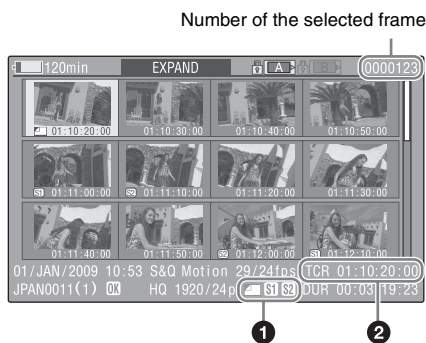 Number of the selected frame
120min EXPAND A B 0000123
01:10:20:00 01:10:30:00 01:10:40:00 01:10:50:00
S1 01:11:00:00 S2 01:11:10:00 01:11:20:00 01:11:30:00
01:11:40:00 01:11:50:00 S2 01:12:00:00 S1 01:12:10:00
01/JAN/2009 10:53 S&Q Motion 29/24fps TCR 01:10:20:00
JPAN0011(1) OK HQ 1920/24p S1 S2 DUR 00:03:19:23
1 2